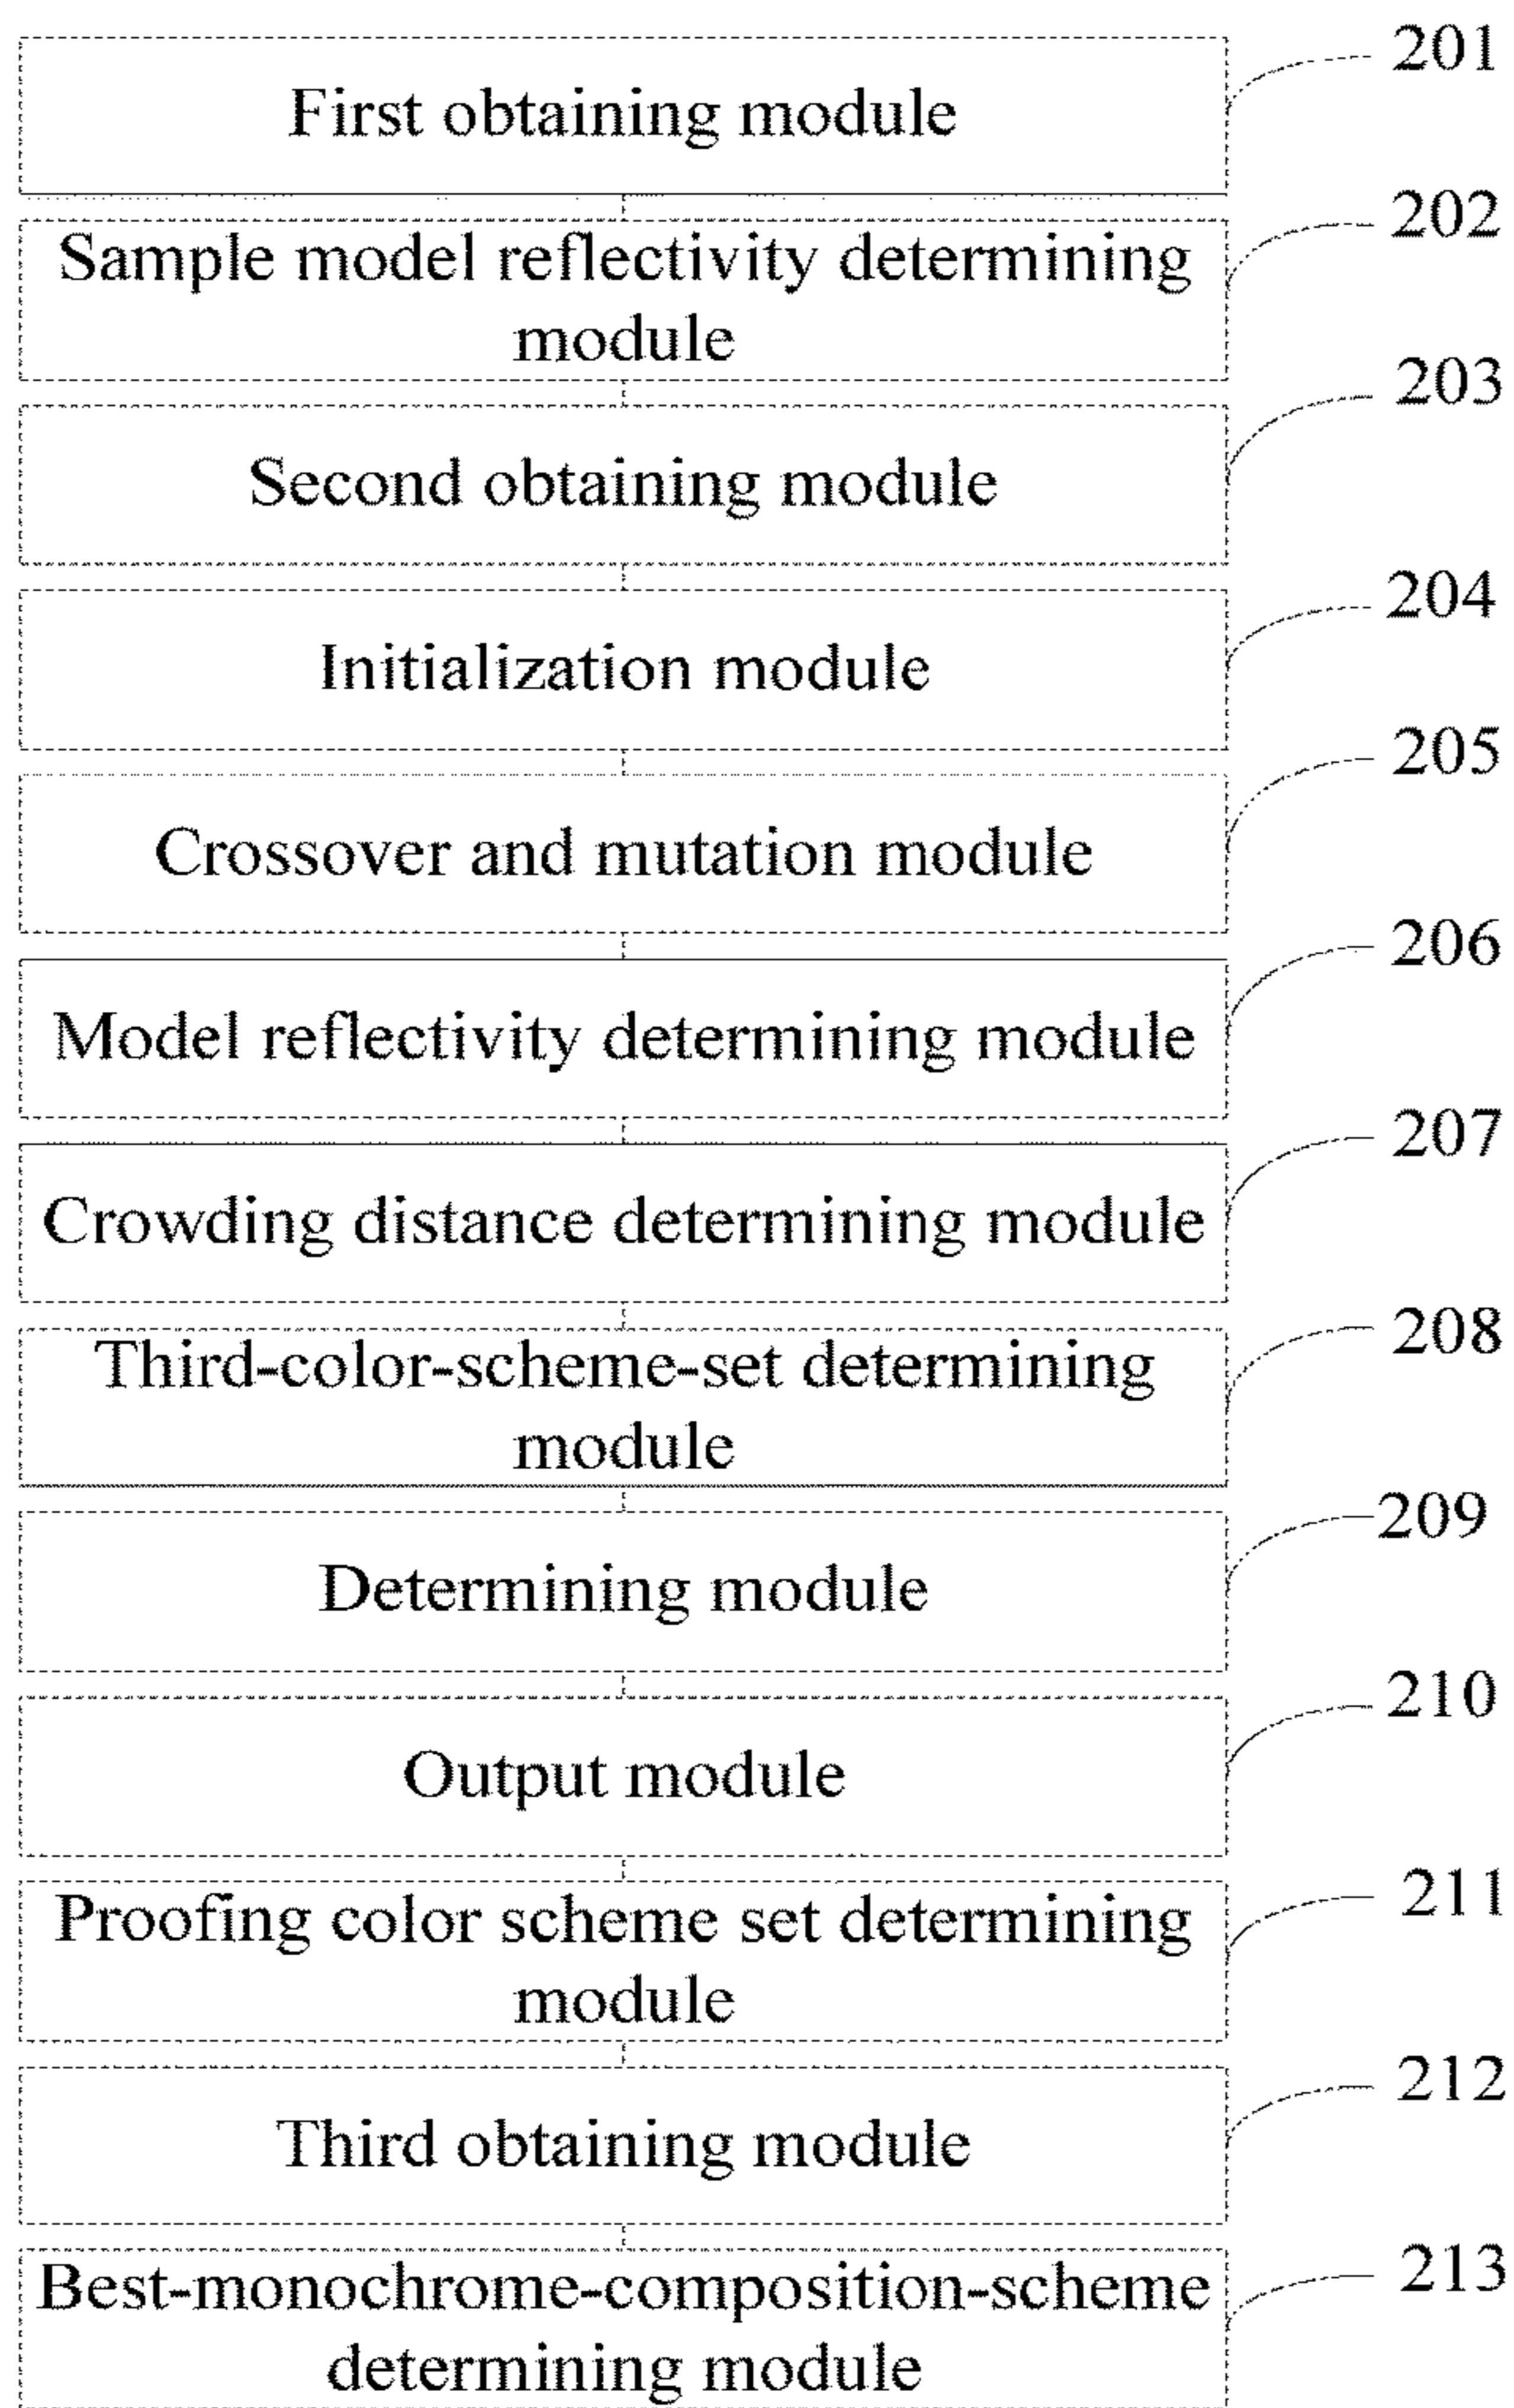 First obtaining module
201
Sample model reflectivity determining
module
202
Second obtaining module
203
Initialization module
204
Crossover and mutation module
205
Model reflectivity determining module
206
Crowding distance determining module
207
Third-color-scheme-set determining
module
208
Determining module
209
Output module
210
Proofing color scheme set determining
module
211
Third obtaining module
212
Best-monochrome-composition-scheme
determining module
213